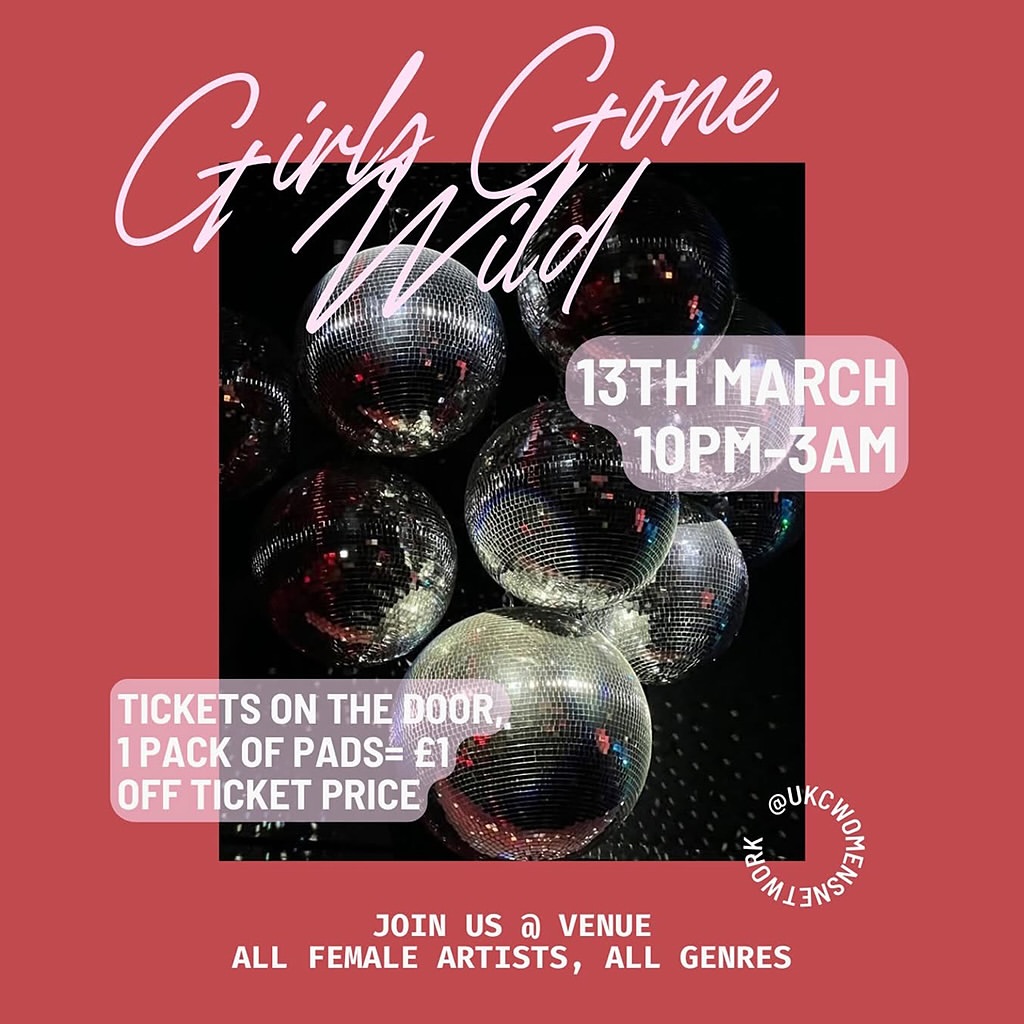 Girls Gone
Wild
13TH MARCH
10PM-3AM
TICKETS ON THE DOOR,.
1 PACK OF PADS= £1
OFF TICKET PRICE
@UKCWOMENSNETWORK
JOIN US @ VENUE
ALL FEMALE ARTISTS, ALL GENRES